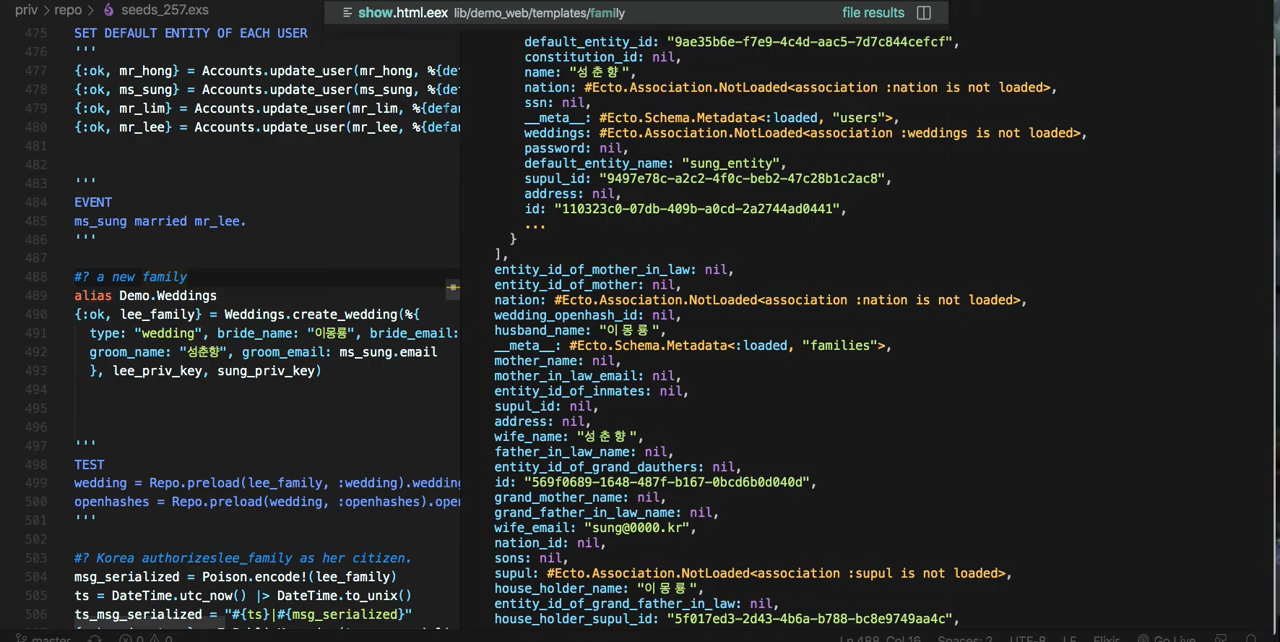 priv > repo > seeds_257.exs
show.html.eex lib/demo_web/templates/family
file results
475 SET DEFAULT ENTITY OF EACH USER
476 '''
477 {:ok, mr_hong} = Accounts.update_user(mr_hong, %{def
478 {:ok, ms_sung} = Accounts.update_user(ms_sung, %{def
479 {:ok, mr_lim} = Accounts.update_user(mr_lim, %{defau
480 {:ok, mr_lee} = Accounts.update_user(mr_lee, %{defau
481
482
483 '''
484 EVENT
485 ms_sung married mr_lee.
486 '''
487
488 #? a new family
489 alias Demo.Weddings
490 {:ok, lee_family} = Weddings.create_wedding(%{
491 type: "wedding", bride_name: "이몽룡", bride_email:
492 groom_name: "성춘향", groom_email: ms_sung.email
493 }, lee_priv_key, sung_priv_key)
494
495
496
497 '''
498 TEST
499 wedding = Repo.preload(lee_family, :wedding).wedding
500 openhashes = Repo.preload(wedding, :openhashes).open
501 '''
502
503 #? Korea authorizeslee_family as her citizen.
504 msg_serialized = Poison.encode!(lee_family)
505 ts = DateTime.utc_now() |> DateTime.to_unix()
506 ts_msg_serialized = "#{ts}|#{msg_serialized}"
default_entity_id: "9ae35b6e-f7e9-4c4d-aac5-7d7c844cefcf",
constitution_id: nil,
name: "성춘향",
nation: #Ecto.Association.NotLoaded<association :nation is not loaded>,
ssn: nil,
__meta__: #Ecto.Schema.Metadata<:loaded, "users">,
weddings: #Ecto.Association.NotLoaded<association :weddings is not loaded>,
password: nil,
default_entity_name: "sung_entity",
supul_id: "9497e78c-a2c2-4f0c-beb2-47c28b1c2ac8",
address: nil,
id: "110323c0-07db-409b-a0cd-2a2744ad0441",
...
}
],
entity_id_of_mother_in_law: nil,
entity_id_of_mother: nil,
nation: #Ecto.Association.NotLoaded<association :nation is not loaded>,
wedding_openhash_id: nil,
husband_name: "이몽룡",
__meta__: #Ecto.Schema.Metadata<:loaded, "families">,
mother_name: nil,
mother_in_law_email: nil,
entity_id_of_inmates: nil,
supul_id: nil,
address: nil,
wife_name: "성춘향",
father_in_law_name: nil,
entity_id_of_grand_dauthers: nil,
id: "569f0689-1648-487f-b167-0bcd6b0d040d",
grand_mother_name: nil,
grand_father_in_law_name: nil,
wife_email: "sung@0000.kr",
nation_id: nil,
sons: nil,
supul: #Ecto.Association.NotLoaded<association :supul is not loaded>,
house_holder_name: "이몽룡",
entity_id_of_grand_father_in_law: nil,
house_holder_supul_id: "5f017ed3-2d43-4b6a-b788-bc8e9749aa4c",